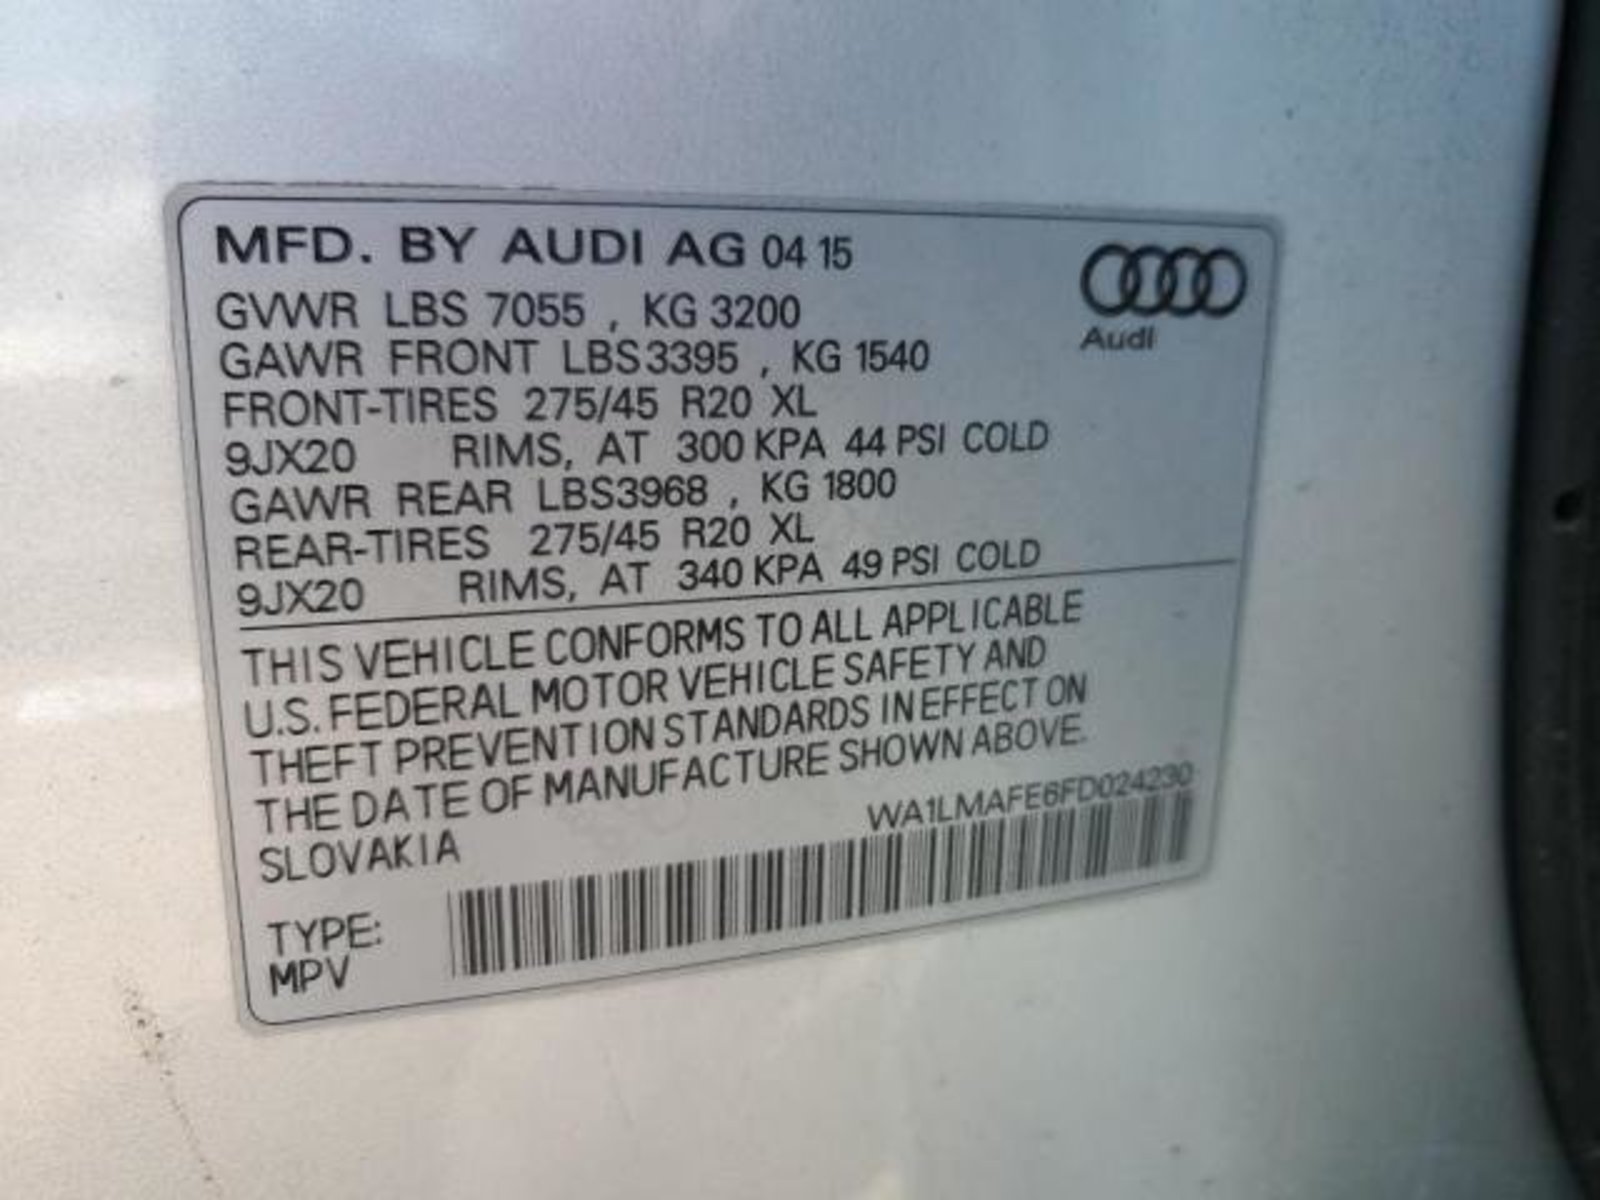 MFD. BY AUDI AG 04 15
Audi
GVWR LBS 7055 , KG 3200
GAWR FRONT LBS 3395 , KG 1540
FRONT-TIRES 275/45 R20 XL
9JX20 RIMS, AT 300 KPA 44 PSI COLD
GAWR REAR LBS3968 , KG 1800
REAR-TIRES 275/45 R20 XL
9JX20 RIMS, AT 340 KPA 49 PSI COLD
THIS VEHICLE CONFORMS TO ALL APPLICABLE
U.S. FEDERAL MOTOR VEHICLE SAFETY AND
THEFT PREVENTION STANDARDS IN EFFECT ON
THE DATE OF MANUFACTURE SHOWN ABOVE.
SLOVAKIA
WA1LMAFE6FD024230
TYPE:
MPV